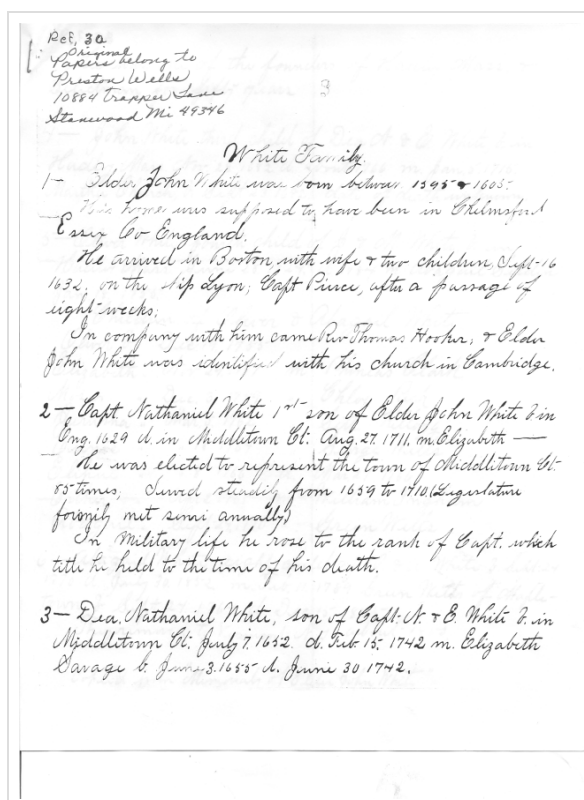 Ref, 30
Original
Papers belong to
Preston Wells
10884 Trapper Lane
Stanwood Mi 49346
3
White Family.
1- Elder John White was born between 1595 & 1605.
His home was supposed to have been in Chelmsford
Essex Co England.
He arrived in Boston with wife & two children, Sept-16
1632, on the Ship Lyon; Capt Pierce, after a passage of
eight-weeks;
In company with him came Rev Thomas Hooker, & Elder
John White was identified with his church in Cambridge.
2 - Capt. Nathaniel White 1st son of Elder John White b in
Eng. 1629 d. in Middletown Ct. Aug. 27. 1711. m. Elizabeth —
He was elected to represent the town of Middletown Ct.
85 times; Served steadily from 1659 to 1710 (Legislature
formily met semi anually)
In Military life he rose to the rank of Capt. which
title he held to the time of his death.
3 - Dea. Nathaniel White, son of Capt. N. & E. White b. in
Middletown Ct. July 7. 1652. d. Feb 15. 1742 m. Elizabeth
Savage b. June 3. 1655 d. June 30 1742.